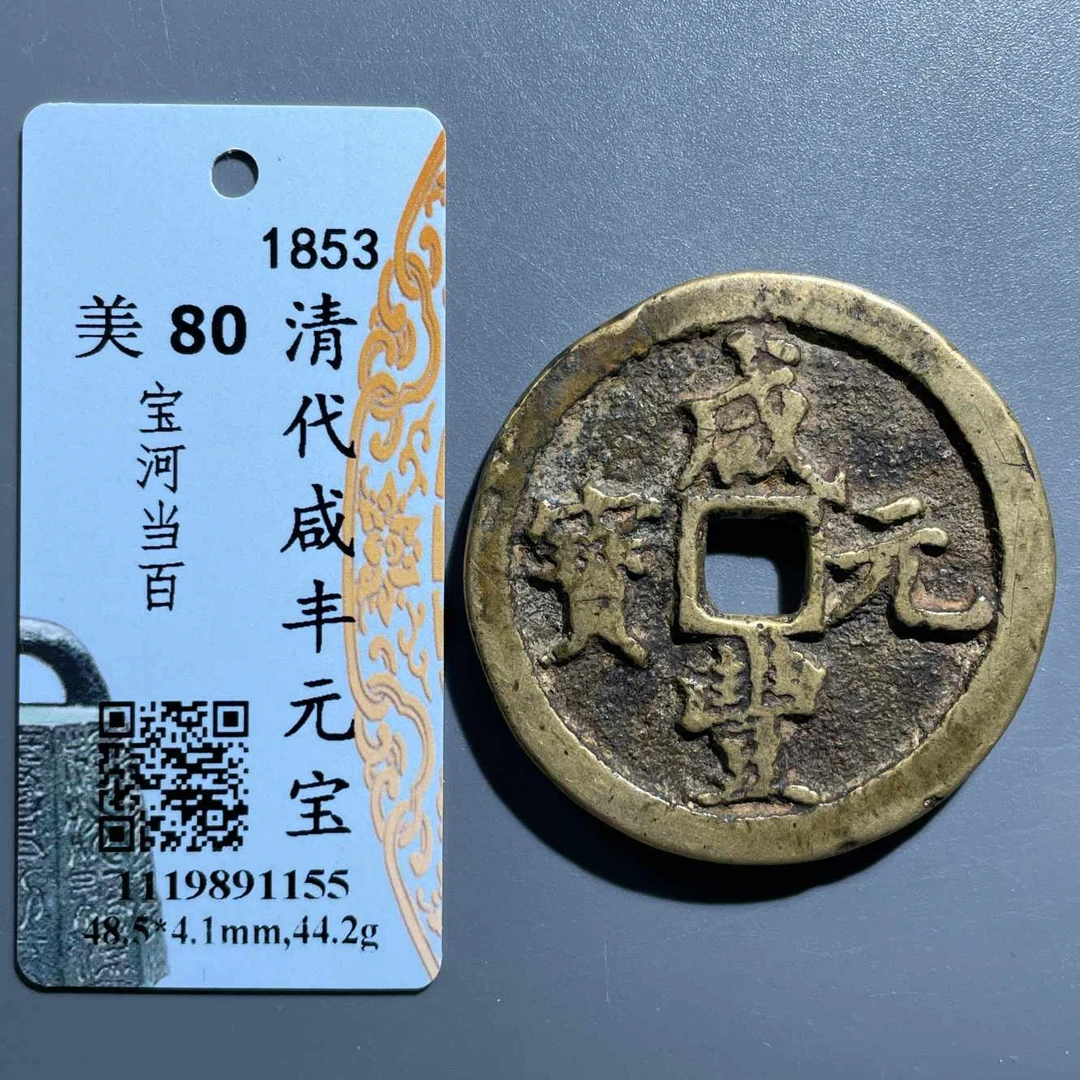 1853
美 80
清代咸丰元宝
宝河当百
1119891155
48.5*4.1mm,44.2g
咸豐元寶